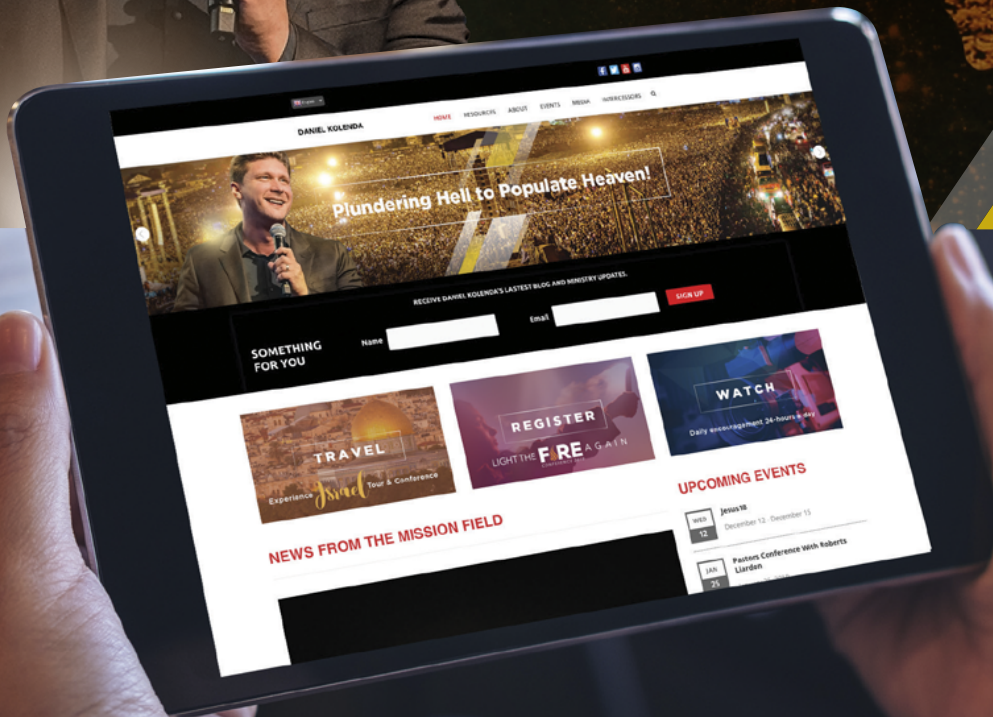 English
DANIEL KOLENDA
HOME RESOURCES ABOUT EVENTS MEDIA INTERCESSORS
Plundering Hell to Populate Heaven!
RECEIVE DANIEL KOLENDA'S LASTEST BLOG AND MINISTRY UPDATES.
SOMETHING
FOR YOU
Name
Email
SIGN UP
TRAVEL
Experience Israel Tour & Conference
REGISTER
LIGHT THE FIRE AGAIN
WATCH
Daily encouragement 24-hours a day
NEWS FROM THE MISSION FIELD
UPCOMING EVENTS
WED
12
Jesus18
December 12 - December 15
JAN
25
Pastors Conference With Roberts
Liardon